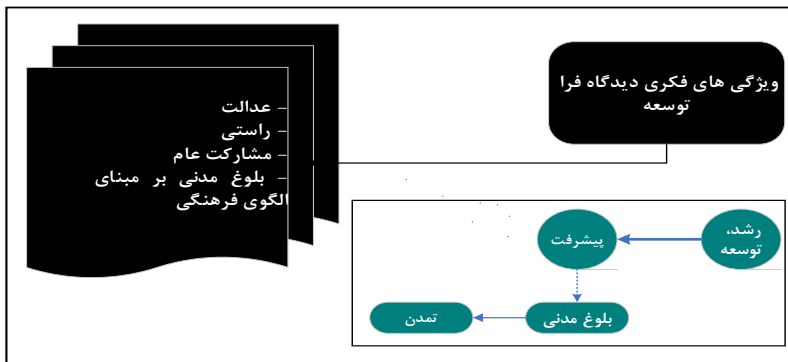 ویژگی های فکری دیدگاه فرا
توسعه
– عدالت
– راستی
– مشارکت عام
– بلوغ مدنی بر مبنای
الگوی فرهنگی
رشد،
توسعه
پیشرفت
بلوغ مدنی
تمدن